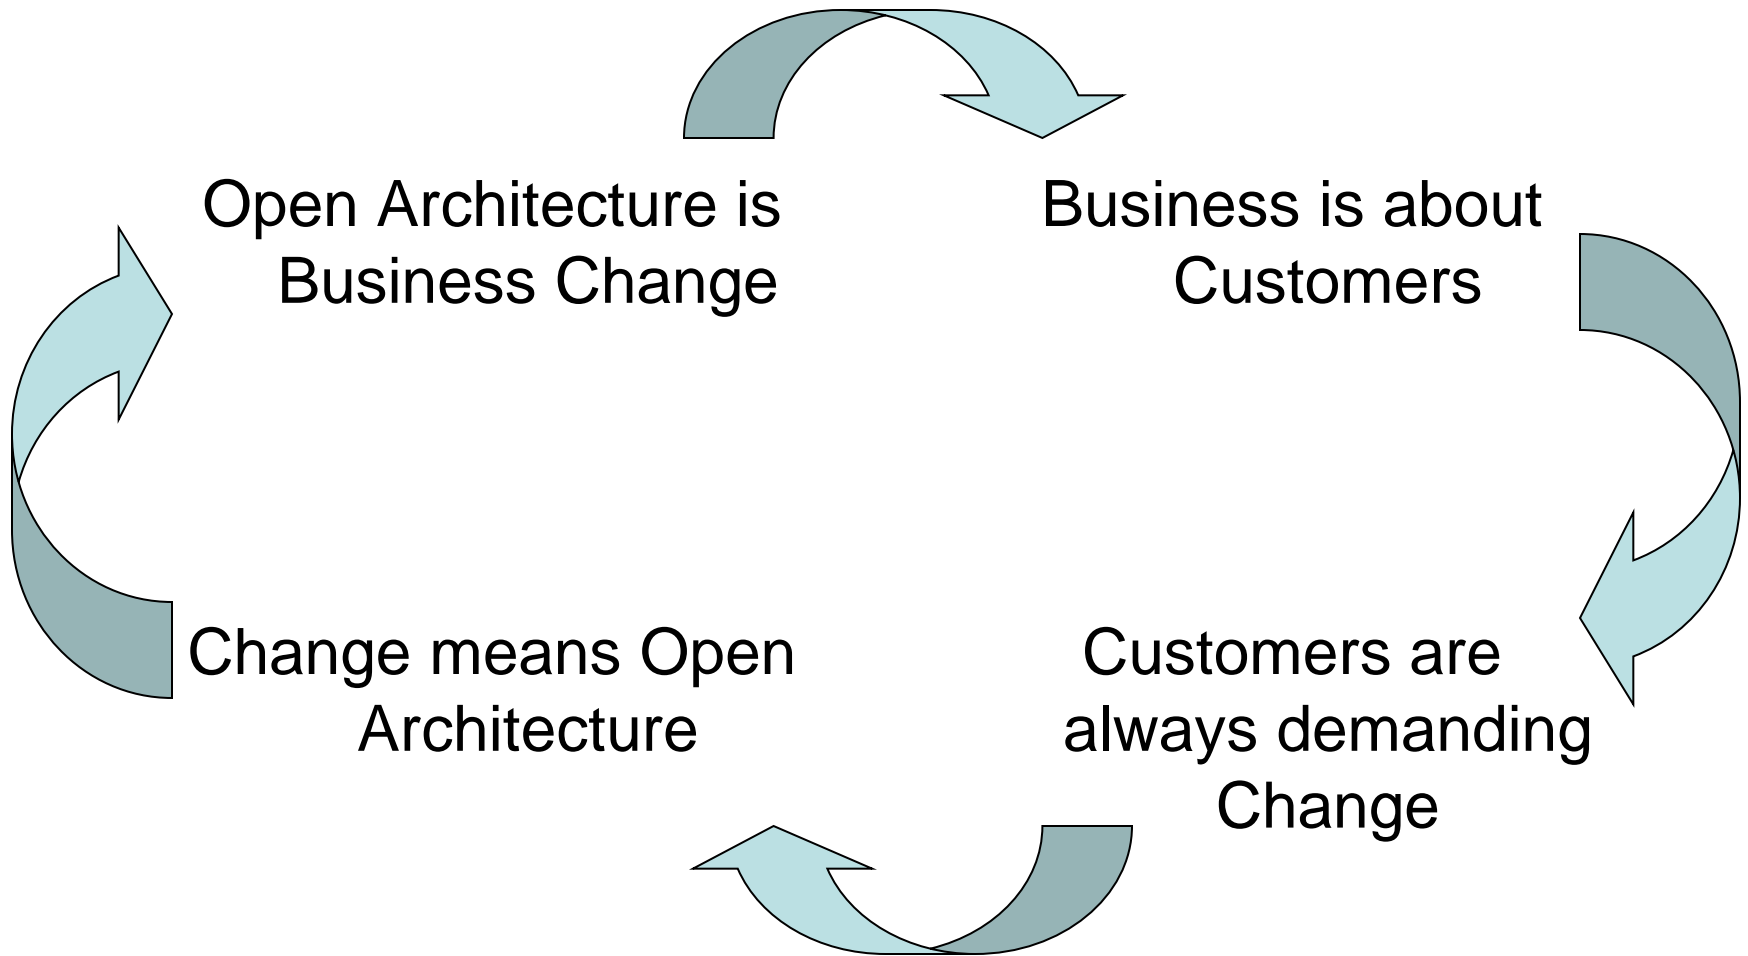 Open Architecture is
Business Change
Business is about
Customers
Customers are
always demanding
Change
Change means Open
Architecture